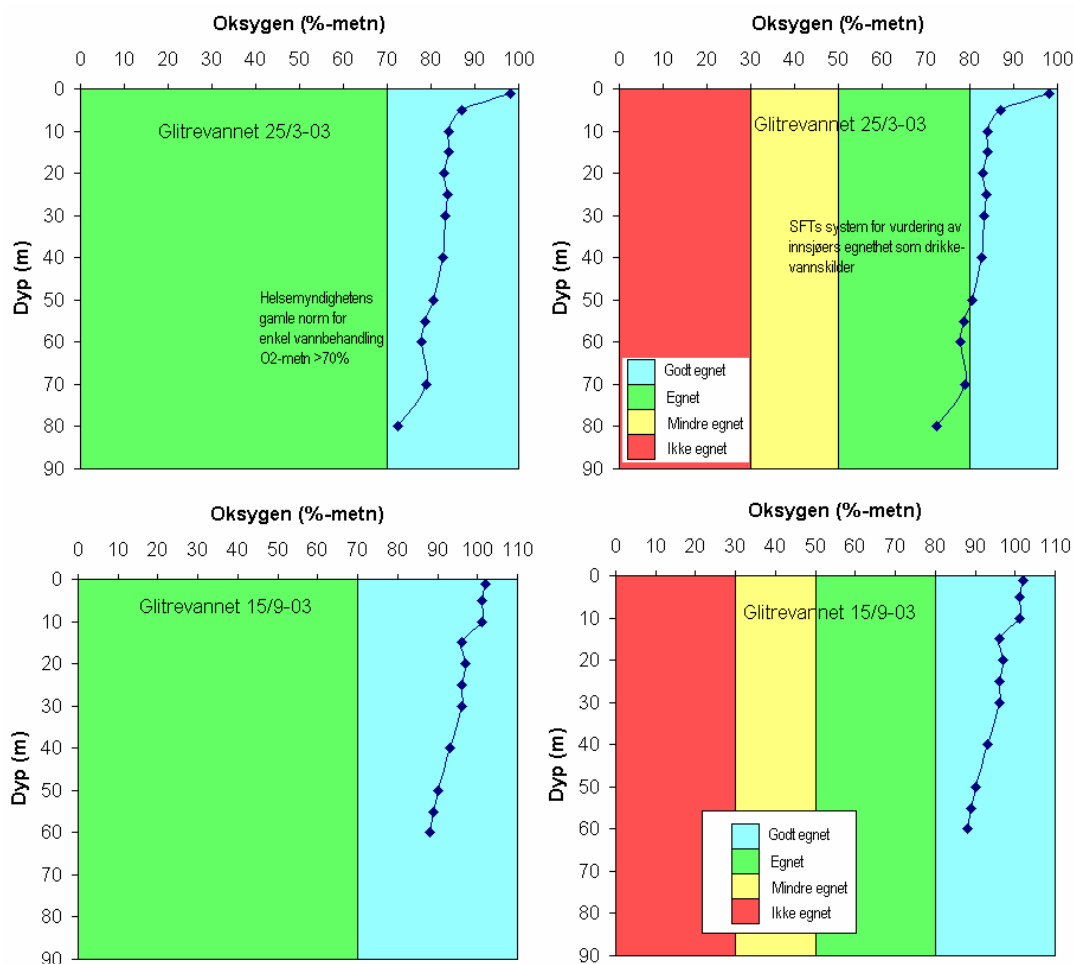 Oksygen (%-metn)
0 10 20 30 40 50 60 70 80 90 100
0
10
20
30
40
50
60
70
80
90
Dyp (m)
Glitrevannet 25/3-03
Helsemyndighetens
gamle norm for
enkel vannbehandling
O2-metn >70%
Oksygen (%-metn)
0 10 20 30 40 50 60 70 80 90 100
0
10
20
30
40
50
60
70
80
90
Dyp (m)
Glitrevannet 25/3-03
SFTs system for vurdering av
innsjøers egnethet som drikke-
vannskilder
Godt egnet
Egnet
Mindre egnet
Ikke egnet
Oksygen (%-metn)
0 10 20 30 40 50 60 70 80 90 100 110
0
10
20
30
40
50
60
70
80
90
Dyp (m)
Glitrevannet 15/9-03
Oksygen (%-metn)
0 10 20 30 40 50 60 70 80 90 100 110
0
10
20
30
40
50
60
70
80
90
Dyp (m)
Glitrevannet 15/9-03
Godt egnet
Egnet
Mindre egnet
Ikke egnet